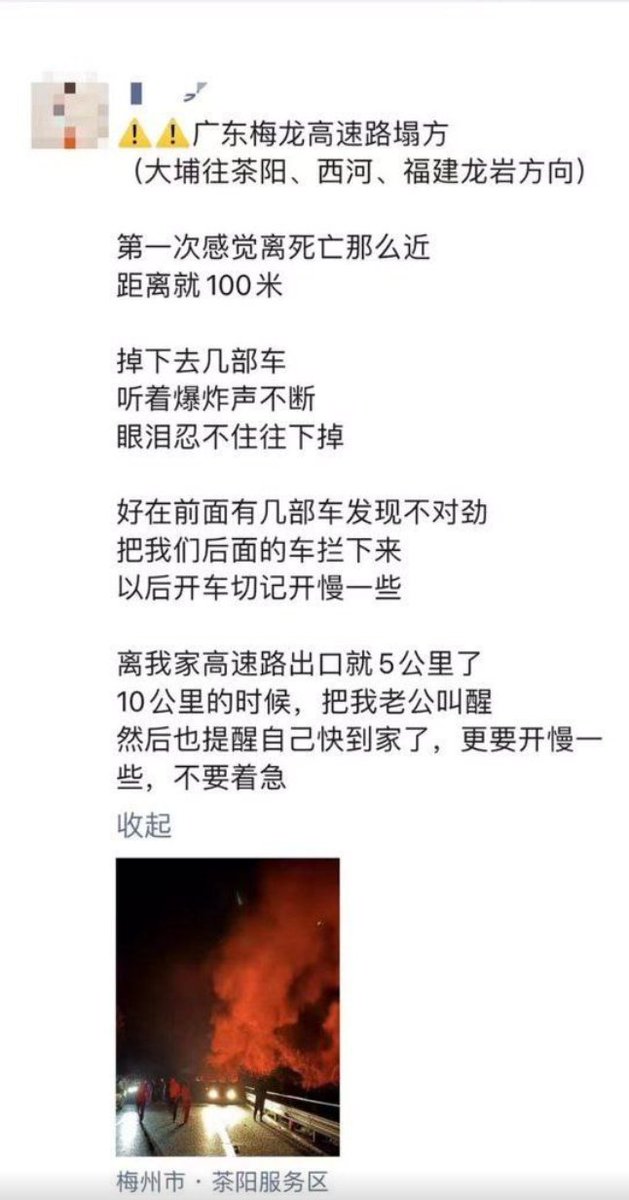 ⚠️⚠️广东梅龙高速路塌方
（大埔往茶阳、西河、福建龙岩方向）
第一次感觉离死亡那么近
距离就100米
掉下去几部车
听着爆炸声不断
眼泪忍不住往下掉
好在前面有几部车发现不对劲
把我们后面的车拦下来
以后开车切记开慢一些
离我家高速路出口就5公里了
10公里的时候，把我老公叫醒
然后也提醒自己快到家了，更要开慢一
些，不要着急
收起
梅州市·茶阳服务区